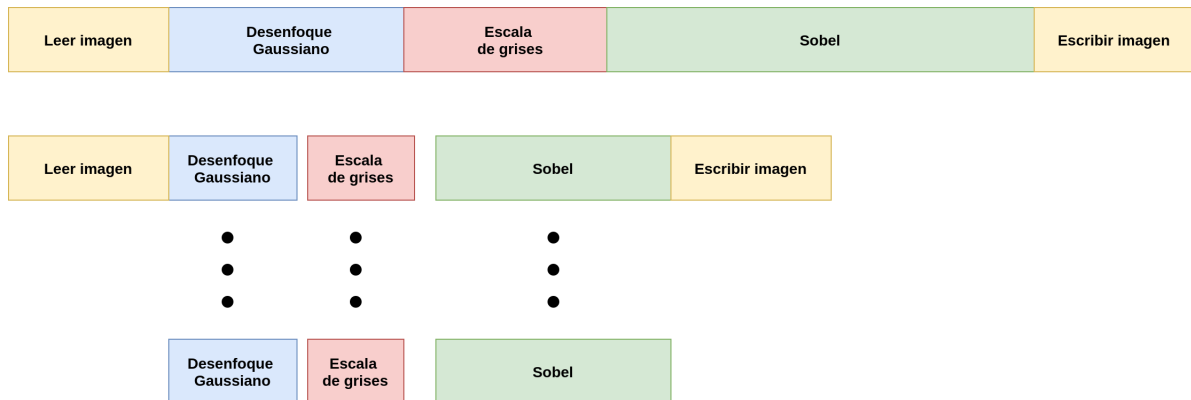 Leer imagen
Desenfoque
Gaussiano
Escala
de grises
Sobel
Escribir imagen
Leer imagen
Desenfoque
Gaussiano
Escala
de grises
Sobel
Escribir imagen
Desenfoque
Gaussiano
Escala
de grises
Sobel